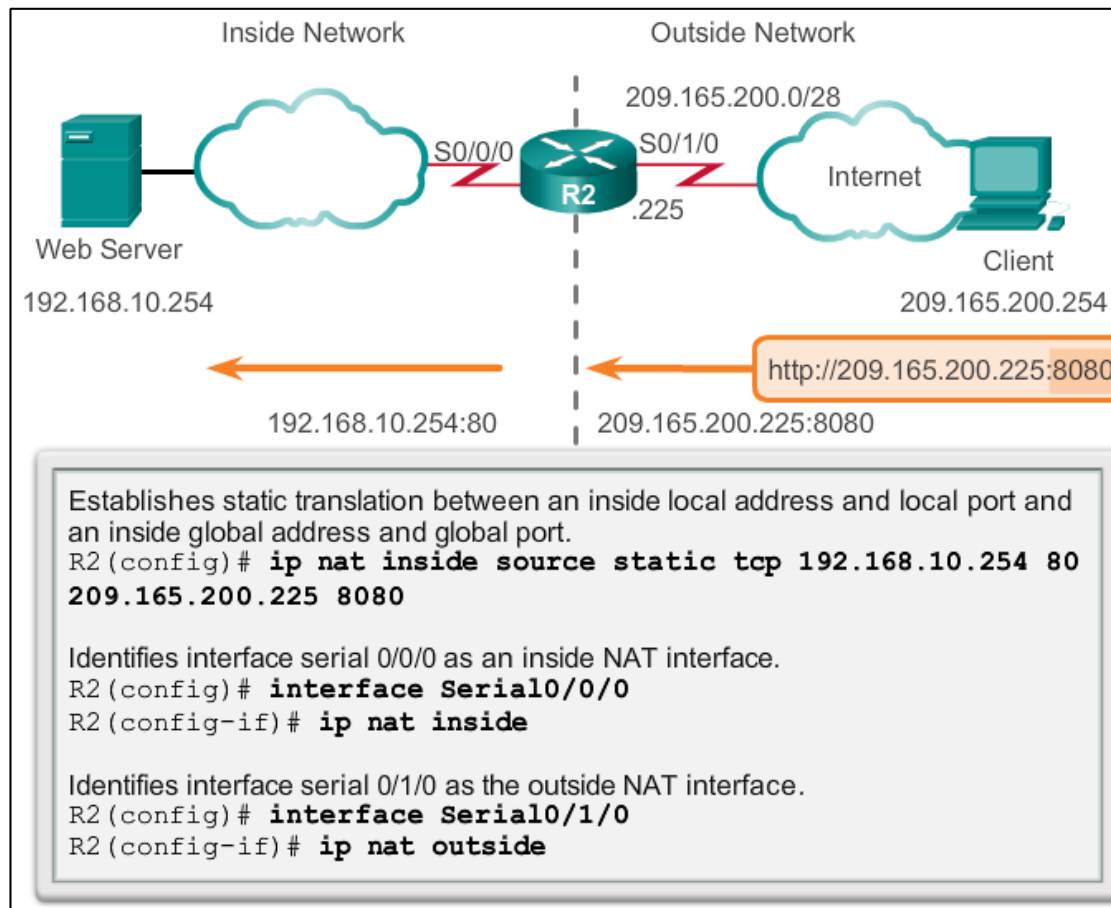 Inside Network
Outside Network
209.165.200.0/28
S0/0/0
S0/1/0
Internet
R2
.225
Web Server
Client
192.168.10.254
209.165.200.254
http://209.165.200.225:8080
192.168.10.254:80
209.165.200.225:8080
Establishes static translation between an inside local address and local port and
an inside global address and global port.
R2(config)# ip nat inside source static tcp 192.168.10.254 80
209.165.200.225 8080
Identifies interface serial 0/0/0 as an inside NAT interface.
R2(config)# interface Serial0/0/0
R2(config-if)# ip nat inside
Identifies interface serial 0/1/0 as the outside NAT interface.
R2(config)# interface Serial0/1/0
R2(config-if)# ip nat outside